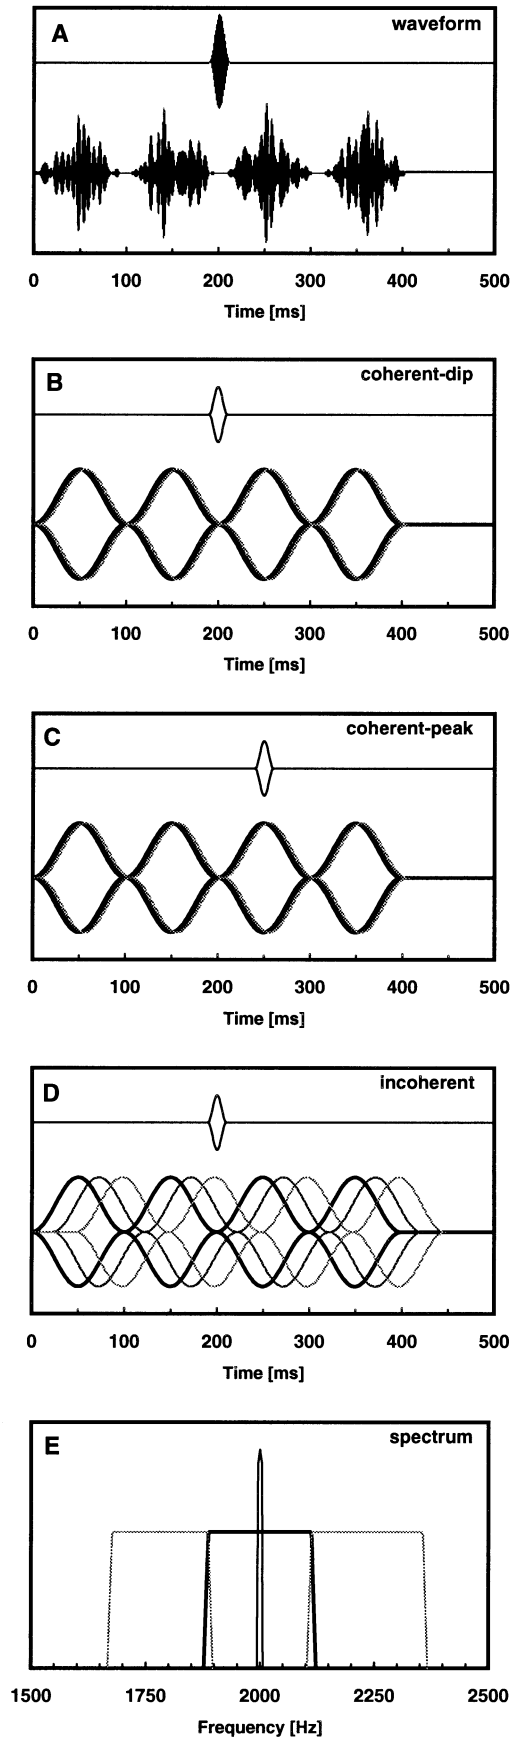 A
waveform
0 100 200 300 400 500
Time [ms]
B
coherent-dip
0 100 200 300 400 500
Time [ms]
C
coherent-peak
0 100 200 300 400 500
Time [ms]
D
incoherent
0 100 200 300 400 500
Time [ms]
E
spectrum
1500 1750 2000 2250 2500
Frequency [Hz]